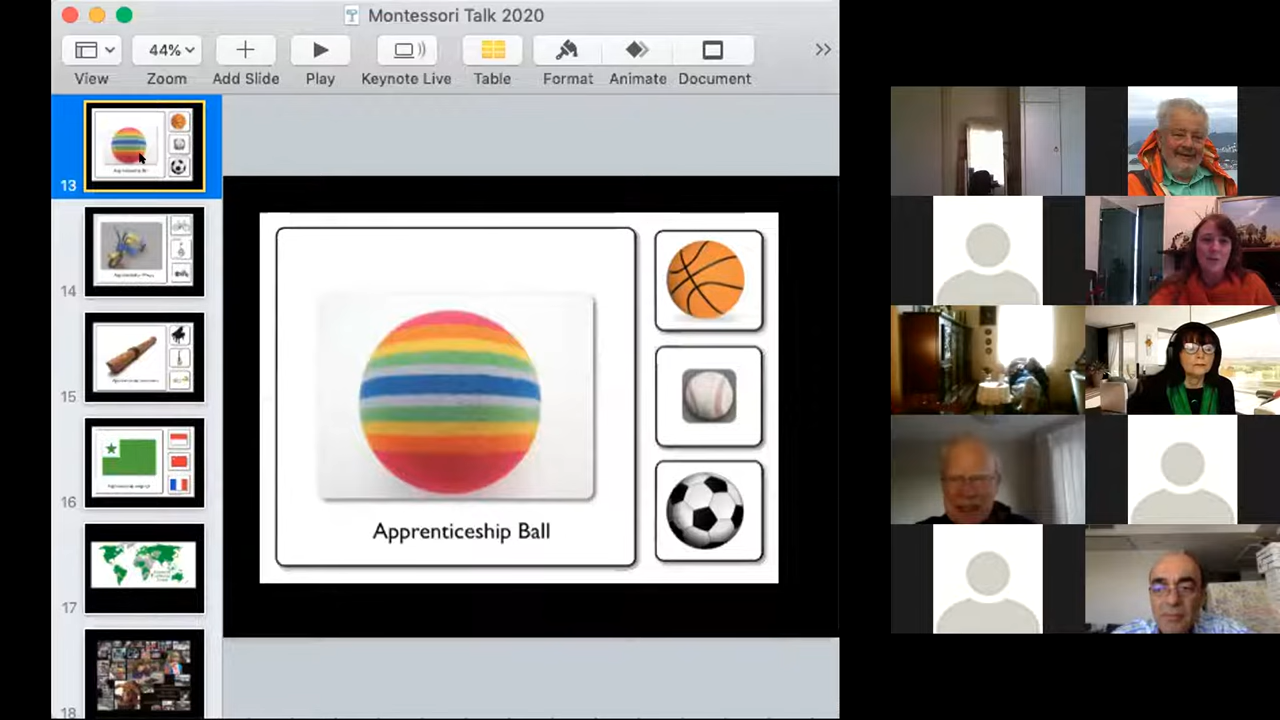 Montessori Talk 2020
44%
View
Zoom
Add Slide
Play
Keynote Live
Table
Format
Animate
Document
13
14
15
16
17
18
Apprenticeship Ball